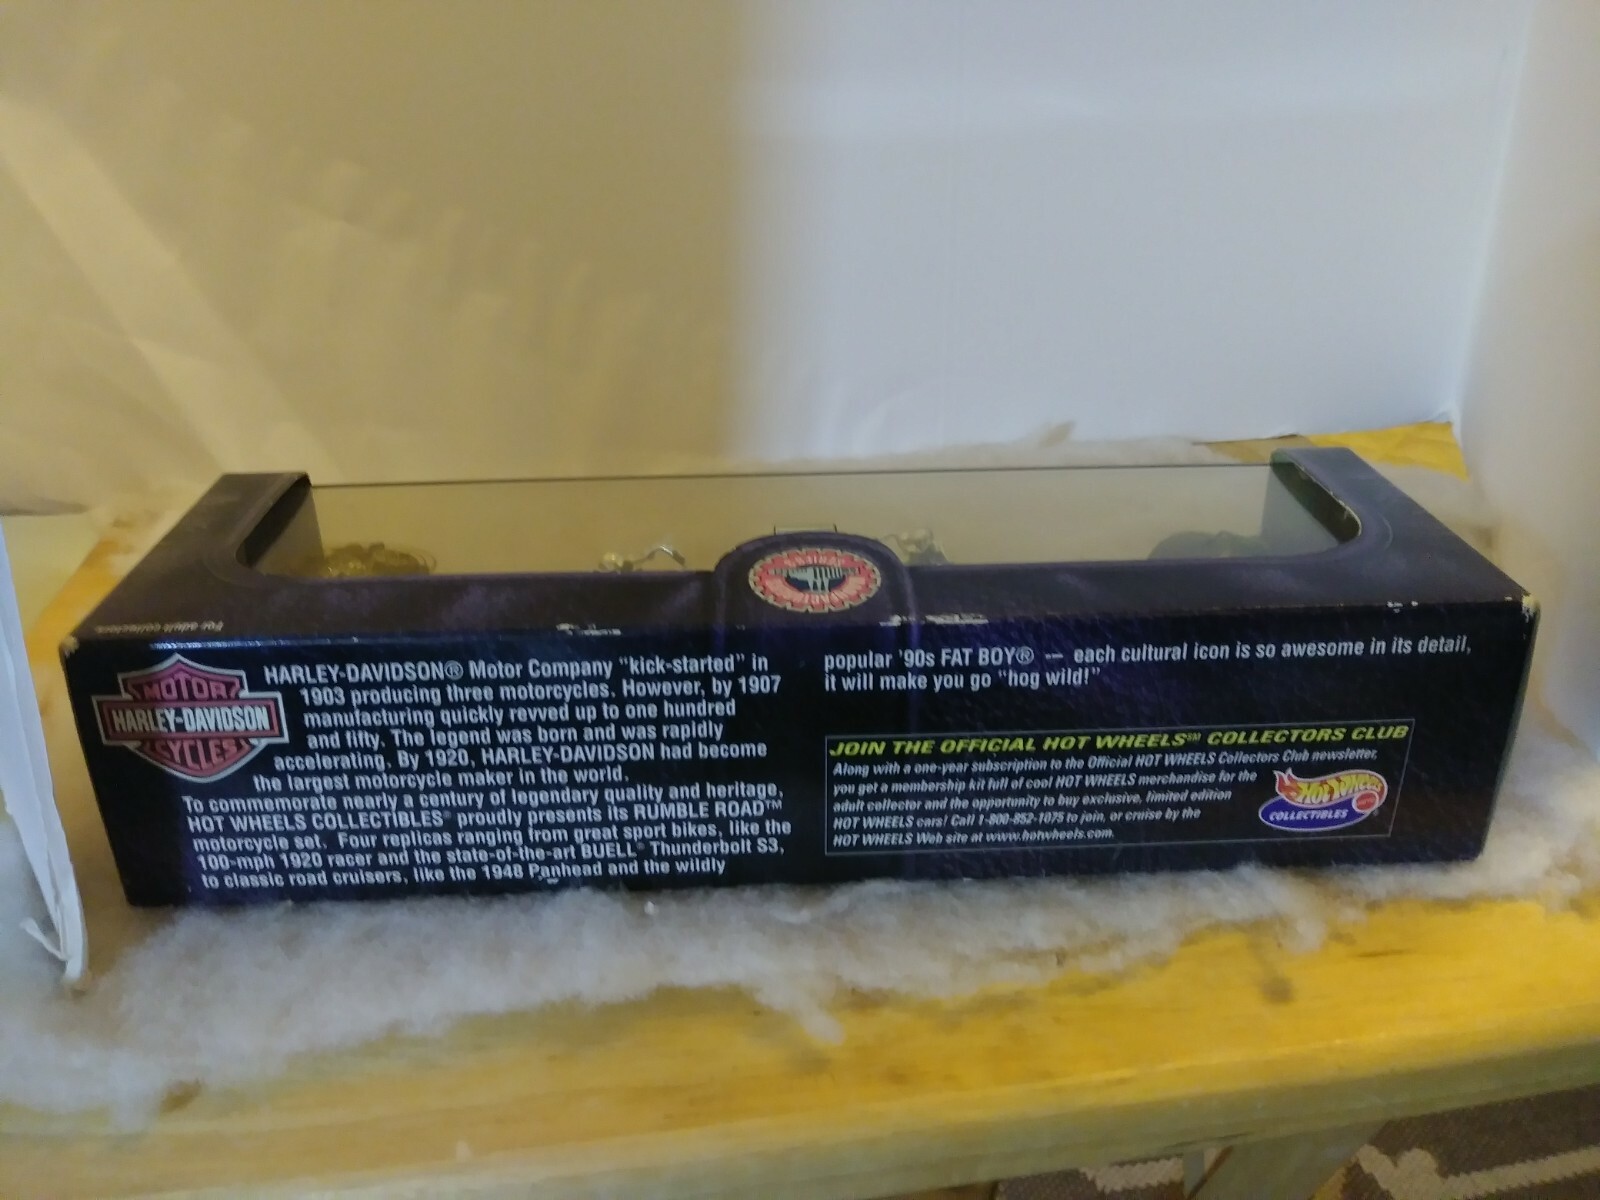 For adult collectors.
MOTOR
HARLEY-DAVIDSON
CYCLES
HARLEY-DAVIDSON® Motor Company "kick-started" in
1903 producing three motorcycles. However, by 1907
manufacturing quickly revved up to one hundred
and fifty. The legend was born and was rapidly
accelerating. By 1920, HARLEY-DAVIDSON had become
the largest motorcycle maker in the world.
To commemorate nearly a century of legendary quality and heritage,
HOT WHEELS COLLECTIBLES® proudly presents its RUMBLE ROAD™
motorcycle set. Four replicas ranging from great sport bikes, like the
100-mph 1920 racer and the state-of-the-art BUELL® Thunderbolt S3,
to classic road cruisers, like the 1948 Panhead and the wildly
popular '90s FAT BOY® -- each cultural icon is so awesome in its detail,
it will make you go "hog wild!"
JOIN THE OFFICIAL HOT WHEELS℠ COLLECTORS CLUB
Along with a one-year subscription to the Official HOT WHEELS Collectors Club newsletter,
you get a membership kit full of cool HOT WHEELS merchandise for the
adult collector and the opportunity to buy exclusive, limited edition
HOT WHEELS cars! Call 1-800-852-1075 to join, or cruise by the
HOT WHEELS Web site at www.hotwheels.com.
Hot Wheels
COLLECTIBLES